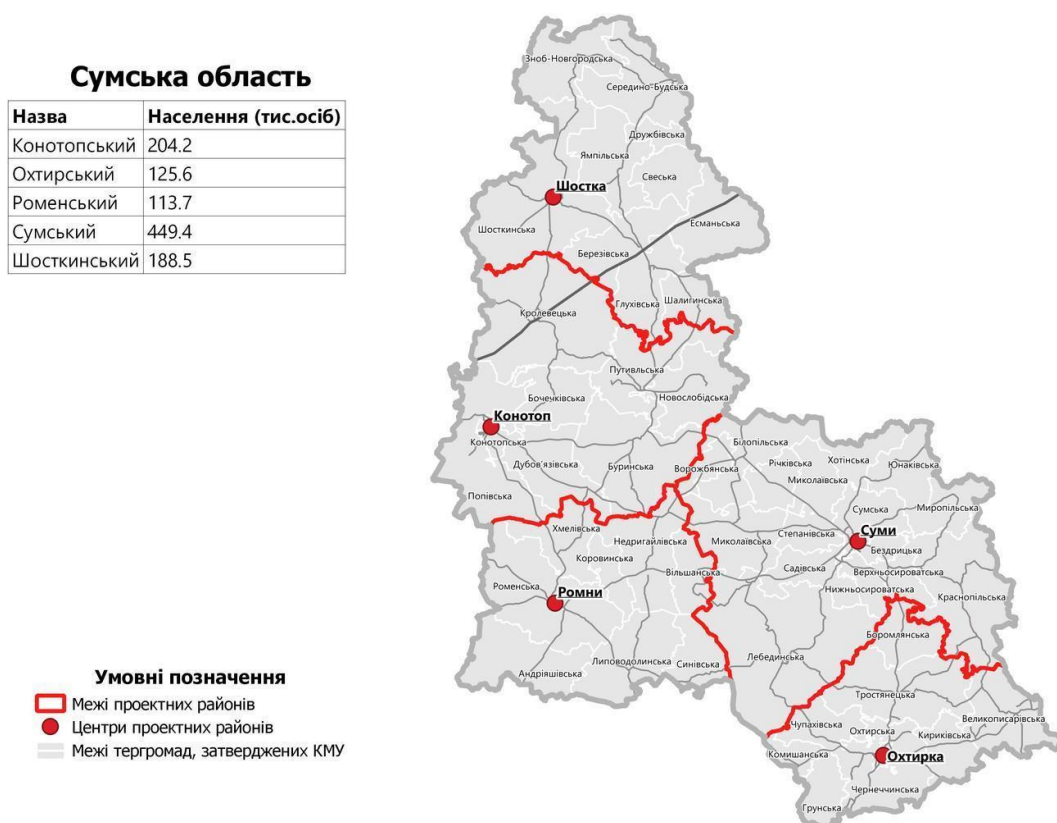 Сумська область
Назва Населення (тис.осіб)
Конотопський 204.2
Охтирський 125.6
Роменський 113.7
Сумський 449.4
Шосткинський 188.5
Зноб-Новгородська
Середино-Будська
Дружбівська
Ямпільська
Свеська
Шостка
Шосткинська
Есманьська
Березівська
Глухівська
Шалигинська
Кролевецька
Путивльська
Новослобідська
Бочечківська
Конотоп
Конотопська
Дубов'язівська
Буринська
Попівська
Ворожбянська
Білопільська
Річківська
Хотінська
Юнаківська
Миколаївська
Сумська
Миропільська
Хмелівська
Недригайлівська
Миколаївська
Степанівська
Суми
Бездрицька
Коровинська
Вільшанська
Садівська
Верхньосироватська
Нижньосироватська
Краснопільська
Роменська
Ромни
Боромлянська
Андріяшівська
Липоводолинська
Синівська
Лебединська
Тростянецька
Чупахівська
Охтирська
Кириківська
Великописарівська
Комишанська
Охтирка
Чернеччинська
Грунська
Умовні позначення
Межі проектних районів
Центри проектних районів
Межі тергромад, затверджених КМУ